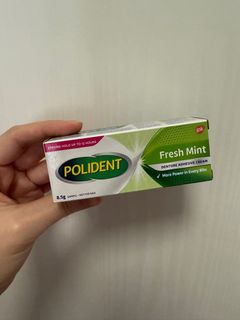 STRONG HOLD UP TO 12 HOURS
POLIDENT
Fresh Mint
DENTURE ADHESIVE CREAM
✓ More Power in Every Bite
8.5g